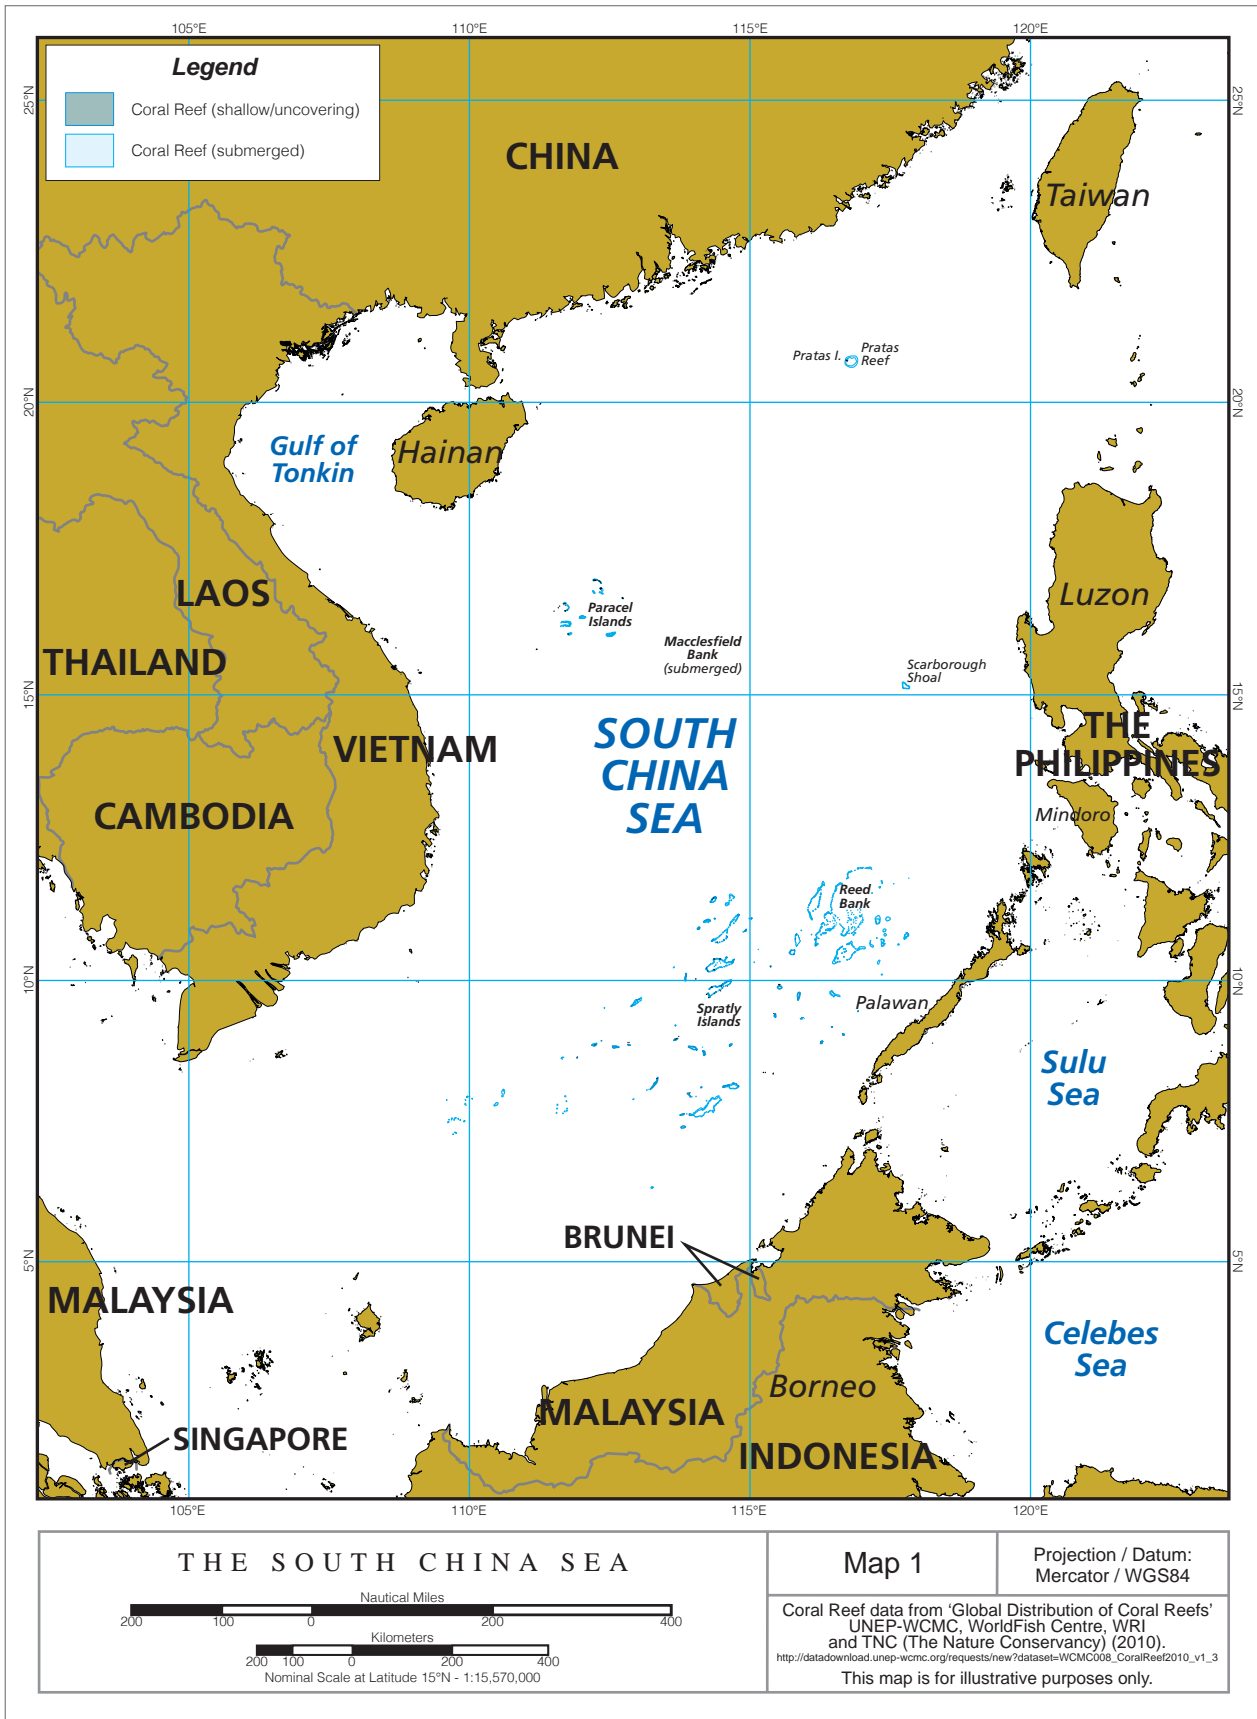 105°E
110°E
115°E
120°E
Legend
Coral Reef (shallow/uncovering)
Coral Reef (submerged)
25°N
25°N
CHINA
Taiwan
Pratas I.
Pratas
Reef
20°N
20°N
Gulf of
Tonkin
Hainan
LAOS
Luzon
Paracel
Islands
Macclesfield
Bank
(submerged)
THAILAND
Scarborough
Shoal
15°N
15°N
SOUTH
CHINA
SEA
VIETNAM
THE
PHILIPPINES
CAMBODIA
Mindoro
Reed
Bank
10°N
10°N
Palawan
Spratly
Islands
Sulu
Sea
BRUNEI
5°N
5°N
MALAYSIA
Celebes
Sea
Borneo
MALAYSIA
SINGAPORE
INDONESIA
105°E
110°E
115°E
120°E
THE SOUTH CHINA SEA
Nautical Miles
200 100 0 200 400
Kilometers
200 100 0 200 400
Nominal Scale at Latitude 15°N - 1:15,570,000
Map 1
Projection / Datum:
Mercator / WGS84
Coral Reef data from ‘Global Distribution of Coral Reefs’
UNEP-WCMC, WorldFish Centre, WRI
and TNC (The Nature Conservancy) (2010).
http://datadownload.unep-wcmc.org/requests/new?dataset=WCMC008_CoralReef2010_v1_3
This map is for illustrative purposes only.